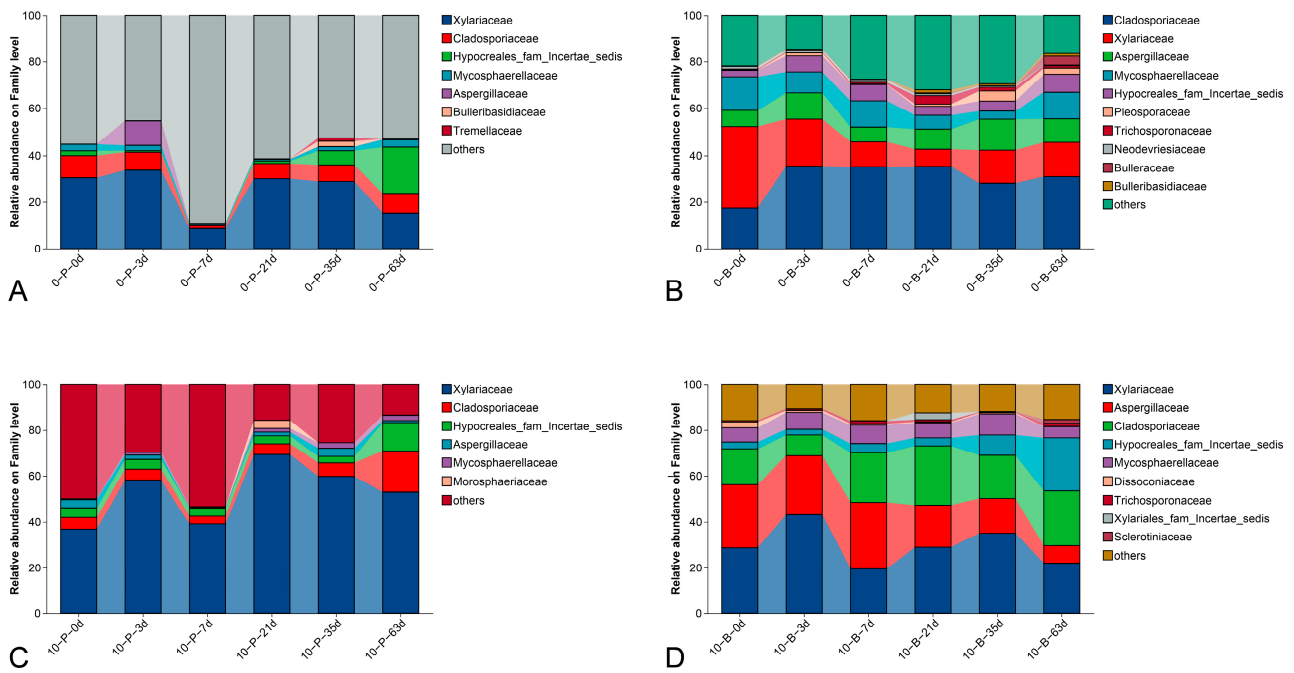 Relative abundance on Family level
100
80
60
40
20
0
0-P-0d
0-P-3d
0-P-7d
0-P-21d
0-P-35d
0-P-63d
Xylariaceae
Cladosporiaceae
Hypocreales_fam_Incertae_sedis
Mycosphaerellaceae
Aspergillaceae
Bulleribasidiaceae
Tremellaceae
others
A
Relative abundance on Family level
100
80
60
40
20
0
0-B-0d
0-B-3d
0-B-7d
0-B-21d
0-B-35d
0-B-63d
Cladosporiaceae
Xylariaceae
Aspergillaceae
Mycosphaerellaceae
Hypocreales_fam_Incertae_sedis
Pleosporaceae
Trichosporonaceae
Neodevriesiaceae
Bulleraceae
Bulleribasidiaceae
others
B
Relative abundance on Family level
100
80
60
40
20
0
10-P-0d
10-P-3d
10-P-7d
10-P-21d
10-P-35d
10-P-63d
Xylariaceae
Cladosporiaceae
Hypocreales_fam_Incertae_sedis
Aspergillaceae
Mycosphaerellaceae
Morosphaeriaceae
others
C
Relative abundance on Family level
100
80
60
40
20
0
10-B-0d
10-B-3d
10-B-7d
10-B-21d
10-B-35d
10-B-63d
Xylariaceae
Aspergillaceae
Cladosporiaceae
Hypocreales_fam_Incertae_sedis
Mycosphaerellaceae
Dissoconiaceae
Trichosporonaceae
Xylariales_fam_Incertae_sedis
Sclerotiniaceae
others
D